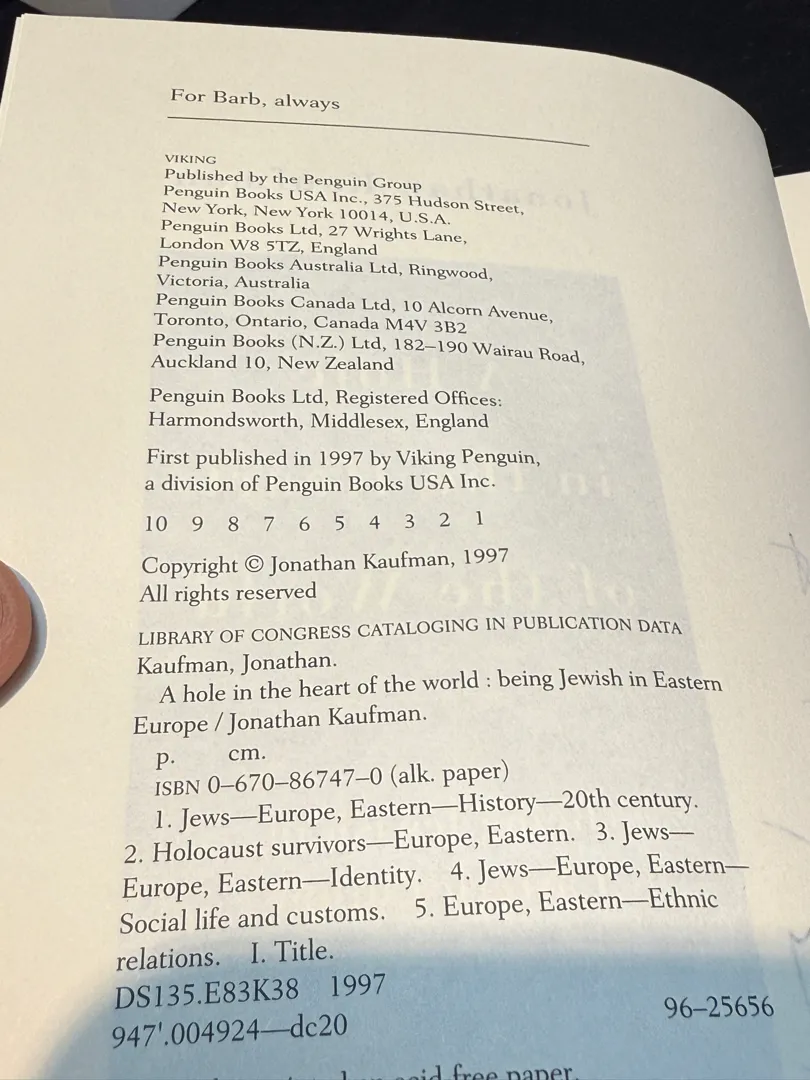 For Barb, always
VIKING
Published by the Penguin Group
Penguin Books USA Inc., 375 Hudson Street,
New York, New York 10014, U.S.A.
Penguin Books Ltd, 27 Wrights Lane,
London W8 5TZ, England
Penguin Books Australia Ltd, Ringwood,
Victoria, Australia
Penguin Books Canada Ltd, 10 Alcorn Avenue,
Toronto, Ontario, Canada M4V 3B2
Penguin Books (N.Z.) Ltd, 182–190 Wairau Road,
Auckland 10, New Zealand
Penguin Books Ltd, Registered Offices:
Harmondsworth, Middlesex, England
First published in 1997 by Viking Penguin,
a division of Penguin Books USA Inc.
10 9 8 7 6 5 4 3 2 1
Copyright © Jonathan Kaufman, 1997
All rights reserved
LIBRARY OF CONGRESS CATALOGING IN PUBLICATION DATA
Kaufman, Jonathan.
A hole in the heart of the world : being Jewish in Eastern
Europe / Jonathan Kaufman.
p. cm.
ISBN 0–670–86747–0 (alk. paper)
1. Jews—Europe, Eastern—History—20th century.
2. Holocaust survivors—Europe, Eastern. 3. Jews—
Europe, Eastern—Identity. 4. Jews—Europe, Eastern—
Social life and customs. 5. Europe, Eastern—Ethnic
relations. I. Title.
DS135.E83K38 1997
947'.004924—dc20 96–25656
acid-free paper.